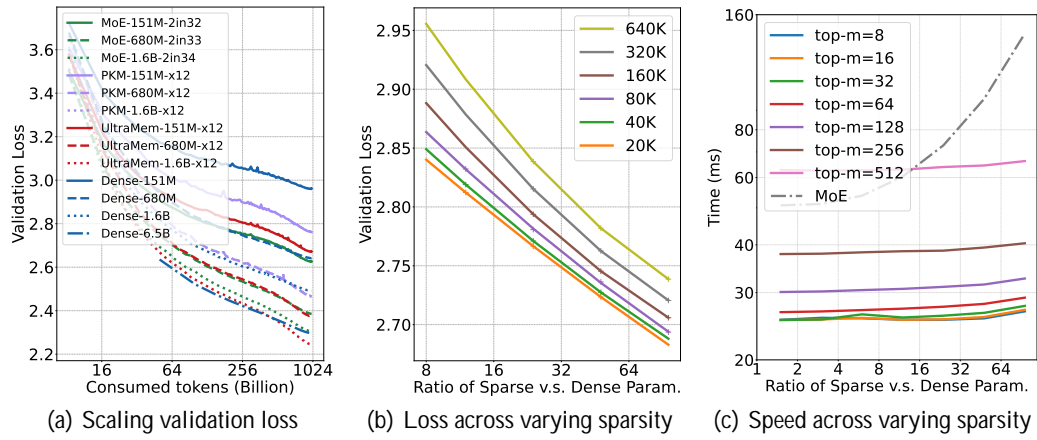 Validation Loss
3.6
3.4
3.2
3.0
2.8
2.6
2.4
2.2
MoE-151M-2in32
MoE-680M-2in33
MoE-1.6B-2in34
PKM-151M-x12
PKM-680M-x12
PKM-1.6B-x12
UltraMem-151M-x12
UltraMem-680M-x12
UltraMem-1.6B-x12
Dense-151M
Dense-680M
Dense-1.6B
Dense-6.5B
16 64 256 1024
Consumed tokens (Billion)
(a) Scaling validation loss
Validation Loss
2.95
2.90
2.85
2.80
2.75
2.70
640K
320K
160K
80K
40K
20K
8 16 32 64
Ratio of Sparse v.s. Dense Param.
(b) Loss across varying sparsity
Time (ms)
160
80
60
40
30
20
top-m=8
top-m=16
top-m=32
top-m=64
top-m=128
top-m=256
top-m=512
MoE
1 2 4 8 16 32 64
Ratio of Sparse v.s. Dense Param.
(c) Speed across varying sparsity